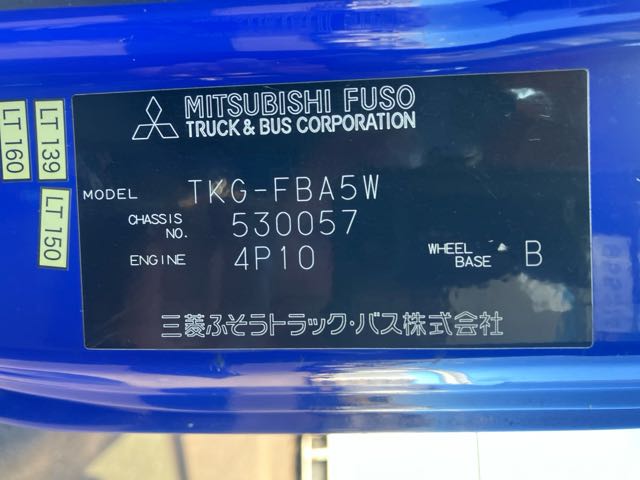 MITSUBISHI FUSO
TRUCK & BUS CORPORATION
MODEL TKG-FBA5W
CHASSIS NO. 530057
ENGINE 4P10
WHEEL BASE B
三菱ふそうトラック・バス株式会社
LT 160
LT 139
LT 150